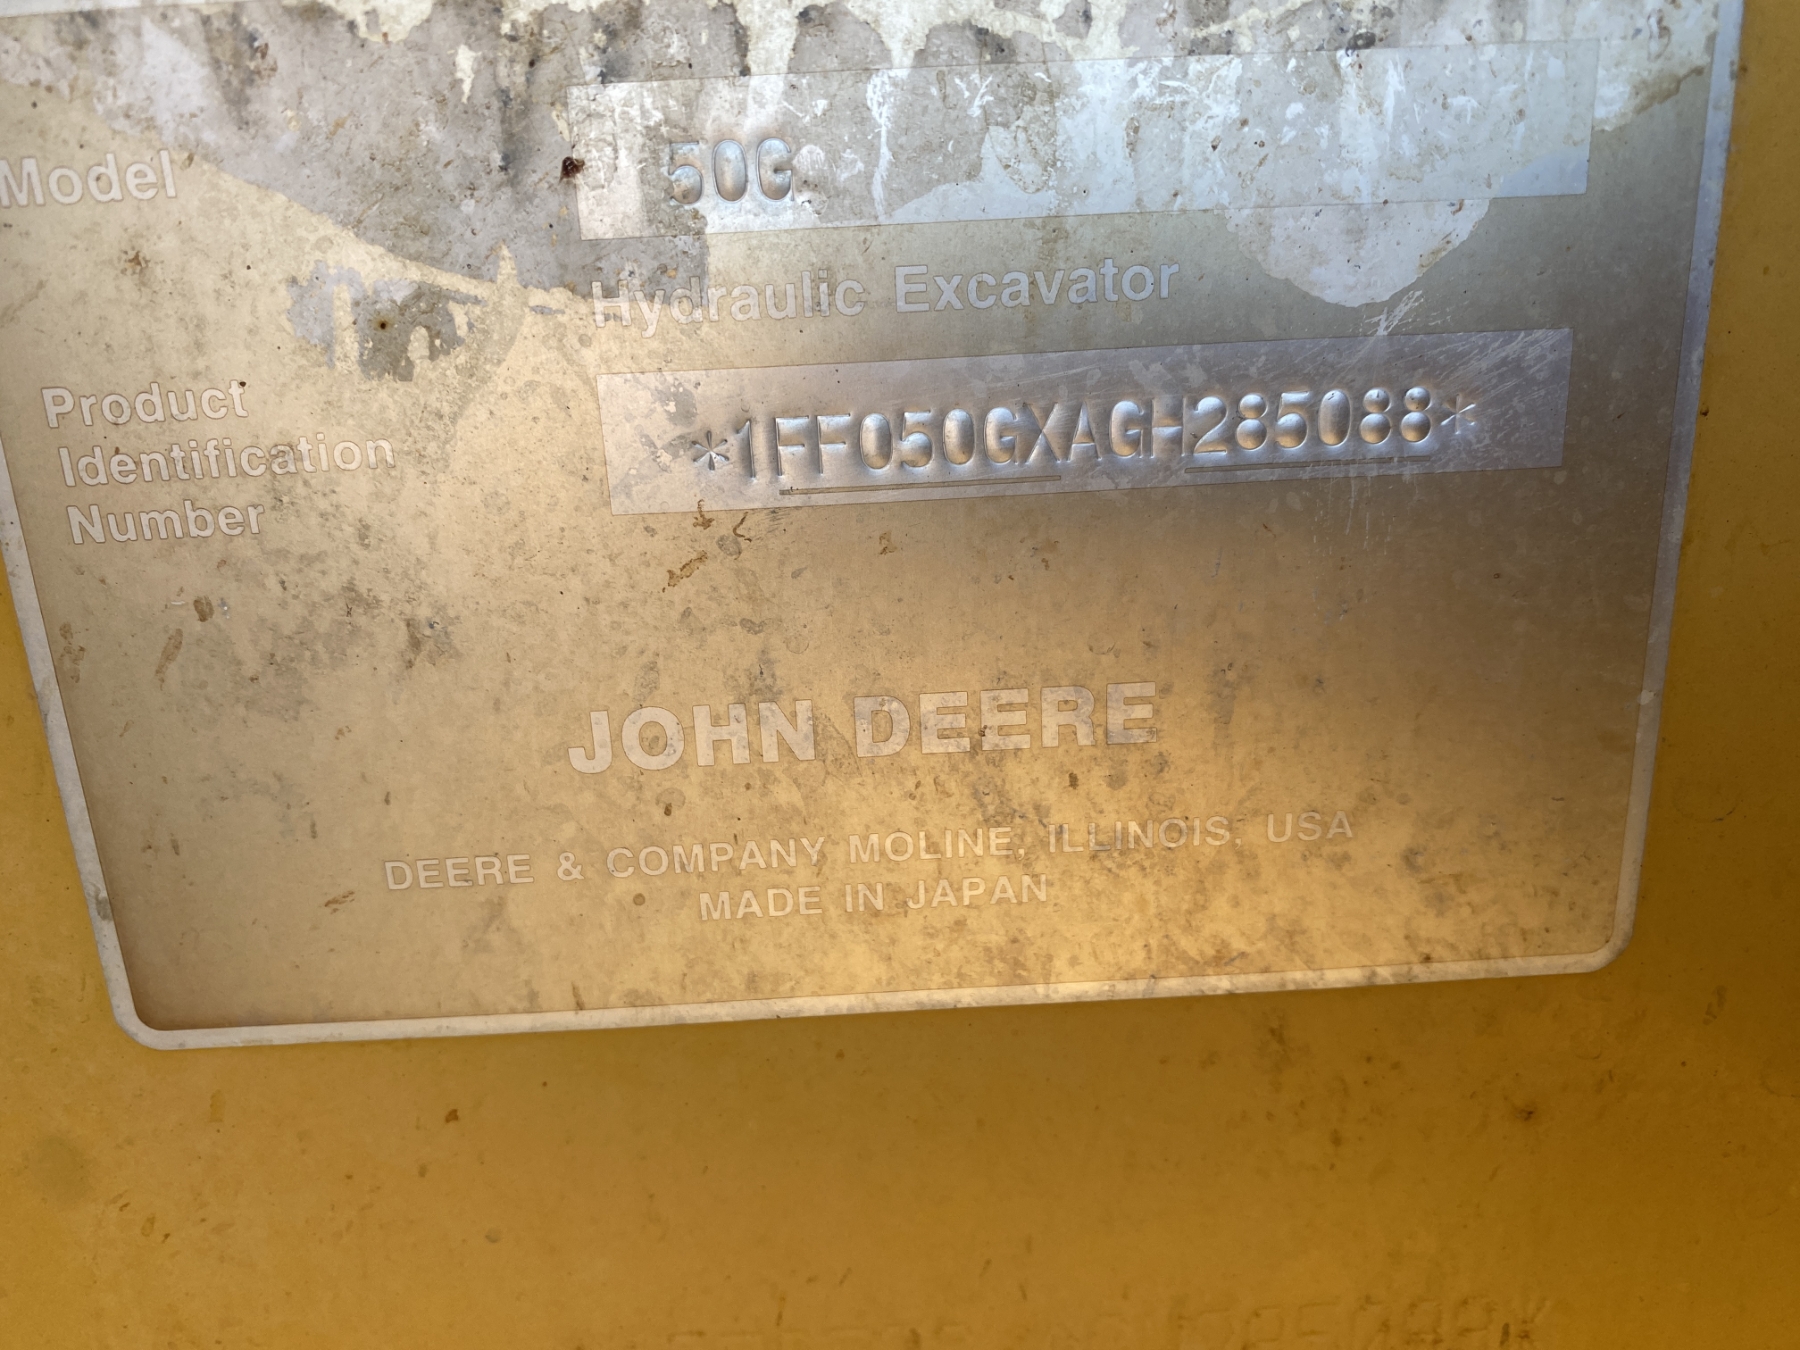 Model 50G
Hydraulic Excavator
Product
Identification
Number
*1FF050GXAGH285088*
JOHN DEERE
DEERE & COMPANY MOLINE, ILLINOIS, USA
MADE IN JAPAN